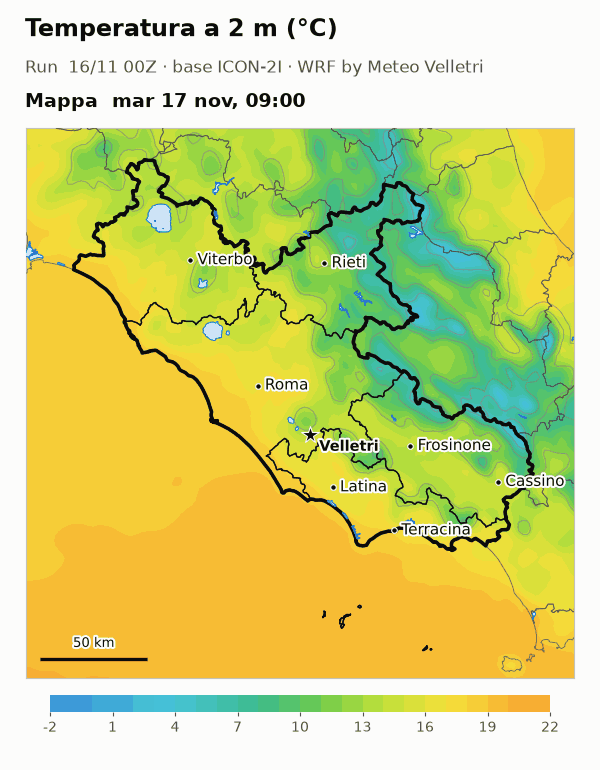 Temperatura a 2 m (°C)
Run  16/11 00Z · base ICON-2I · WRF by Meteo Velletri
Mappa  mar 17 nov, 09:00
Viterbo
Rieti
Roma
Velletri
Frosinone
Latina
Cassino
Terracina
50 km
-2 1 4 7 10 13 16 19 22